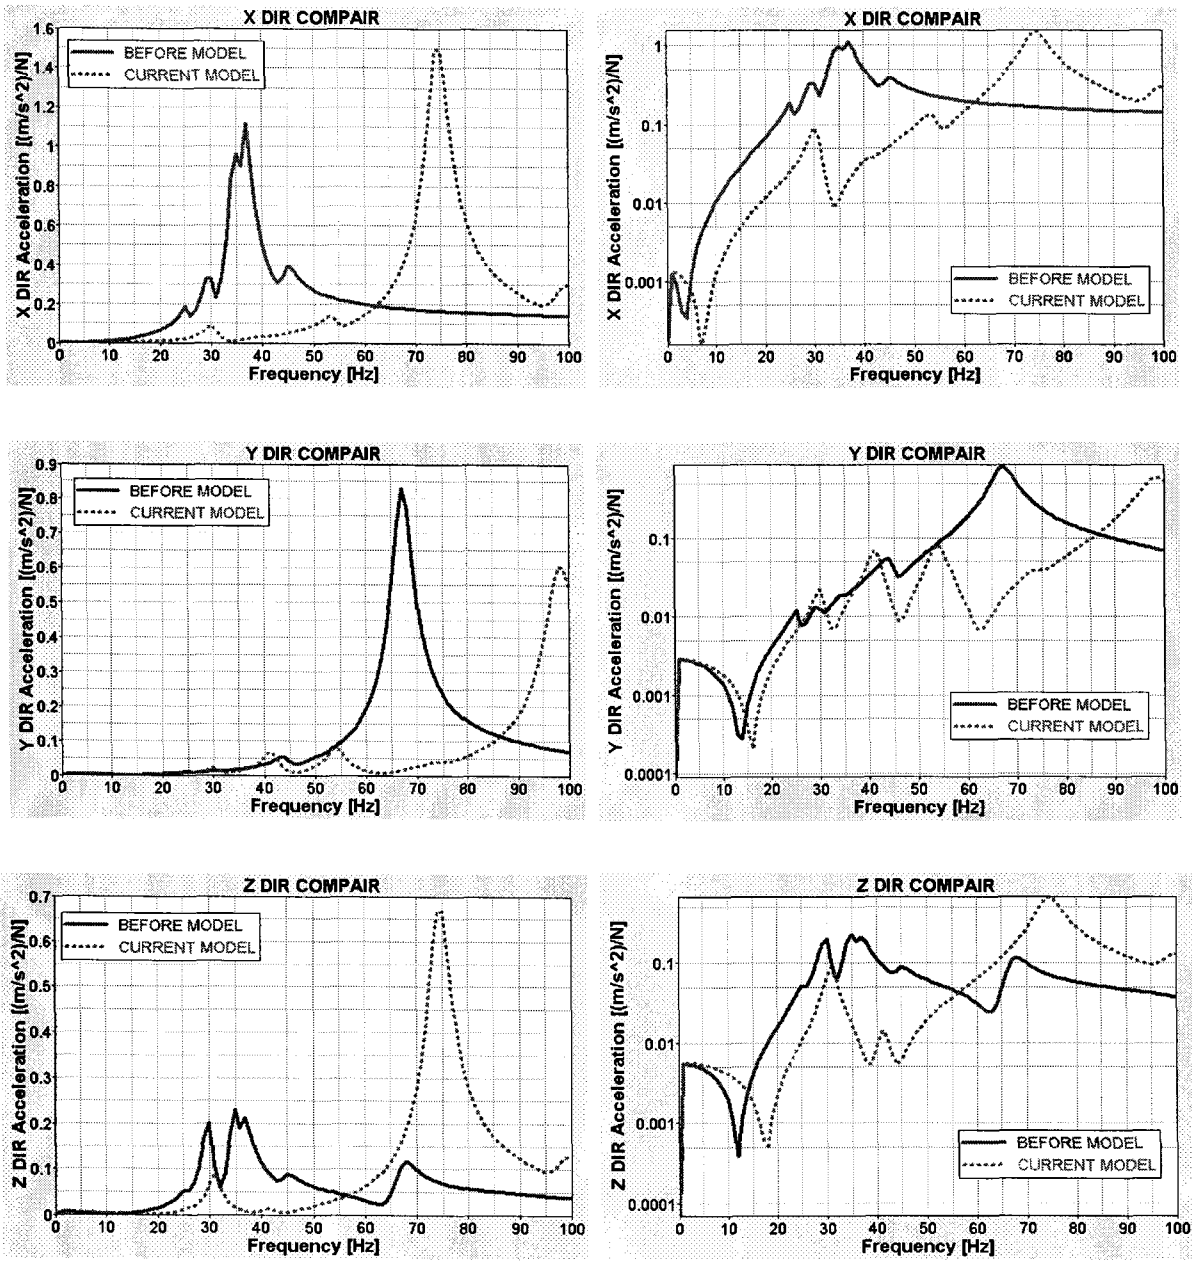 X DIR COMPAIR
X DIR Acceleration [(m/s^2)/N]
1.6
1.4
1.2
1
0.8
0.6
0.4
0.2
0
BEFORE MODEL
CURRENT MODEL
0 10 20 30 40 50 60 70 80 90 100
Frequency [Hz]
X DIR COMPAIR
X DIR Acceleration [(m/s^2)/N]
1
0.1
0.01
0.001
BEFORE MODEL
CURRENT MODEL
0 10 20 30 40 50 60 70 80 90 100
Frequency [Hz]
Y DIR COMPAIR
Y DIR Acceleration [(m/s^2)/N]
0.9
0.8
0.7
0.6
0.5
0.4
0.3
0.2
0.1
0
BEFORE MODEL
CURRENT MODEL
0 10 20 30 40 50 60 70 80 90 100
Frequency [Hz]
Y DIR COMPAIR
Y DIR Acceleration [(m/s^2)/N]
0.1
0.01
0.001
0.0001
BEFORE MODEL
CURRENT MODEL
0 10 20 30 40 50 60 70 80 90 100
Frequency [Hz]
Z DIR COMPAIR
Z DIR Acceleration [(m/s^2)/N]
0.7
0.6
0.5
0.4
0.3
0.2
0.1
0
BEFORE MODEL
CURRENT MODEL
0 10 20 30 40 50 60 70 80 90 100
Frequency [Hz]
Z DIR COMPAIR
Z DIR Acceleration [(m/s^2)/N]
0.1
0.01
0.001
0.0001
BEFORE MODEL
CURRENT MODEL
0 10 20 30 40 50 60 70 80 90 100
Frequency [Hz]